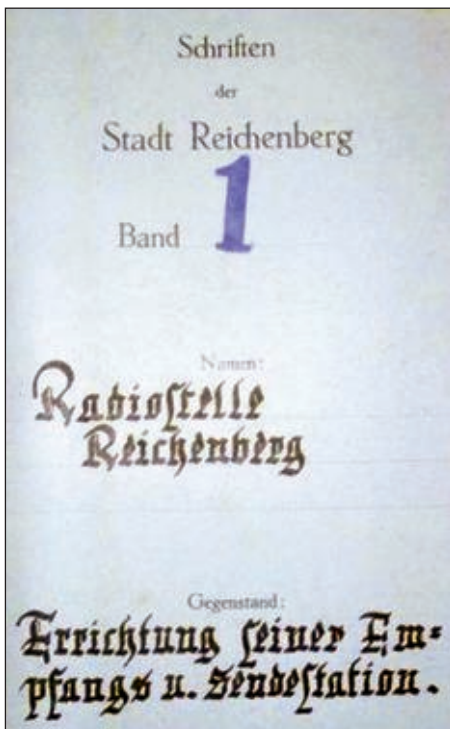 Schriften
der
Stadt Reichenberg
Band 1
Namen:
Radioſtelle
Reichenberg
Gegenstand:
Errichtung ſeiner Em=
pfangs u. Sendeſtation.